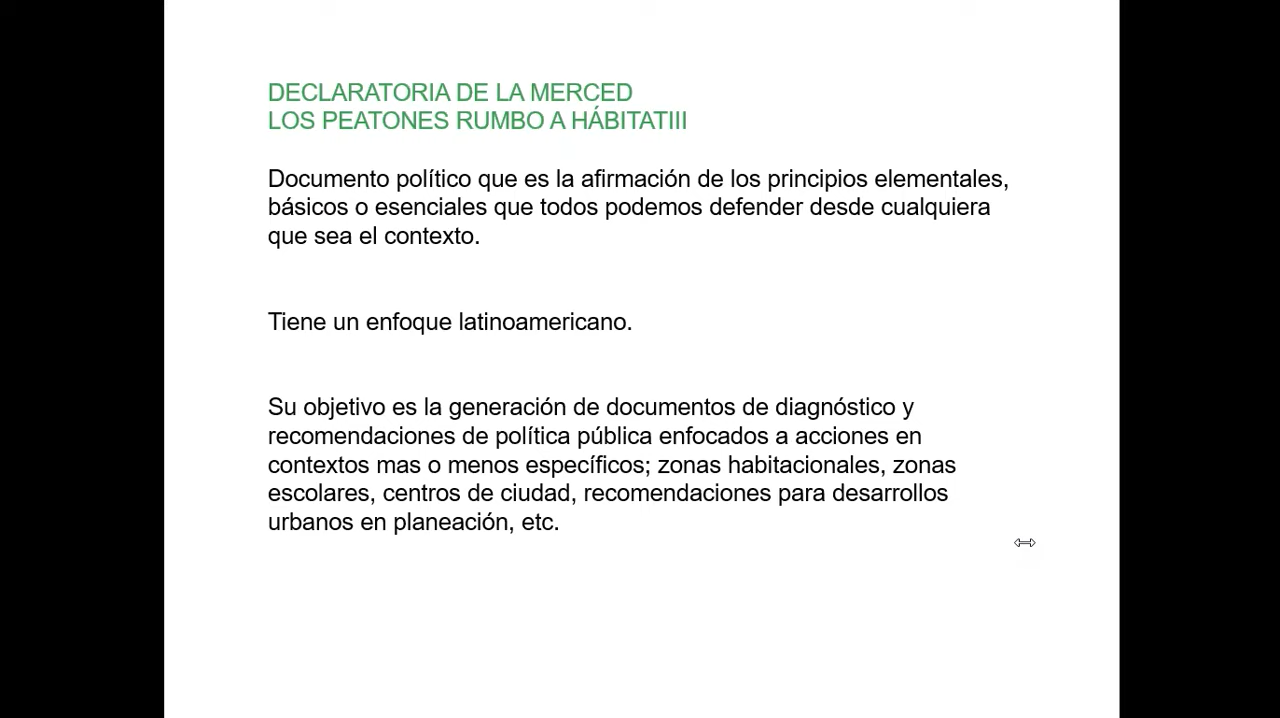 DECLARATORIA DE LA MERCED
LOS PEATONES RUMBO A HÁBITATIII
Documento político que es la afirmación de los principios elementales,
básicos o esenciales que todos podemos defender desde cualquiera
que sea el contexto.
Tiene un enfoque latinoamericano.
Su objetivo es la generación de documentos de diagnóstico y
recomendaciones de política pública enfocados a acciones en
contextos mas o menos específicos; zonas habitacionales, zonas
escolares, centros de ciudad, recomendaciones para desarrollos
urbanos en planeación, etc.